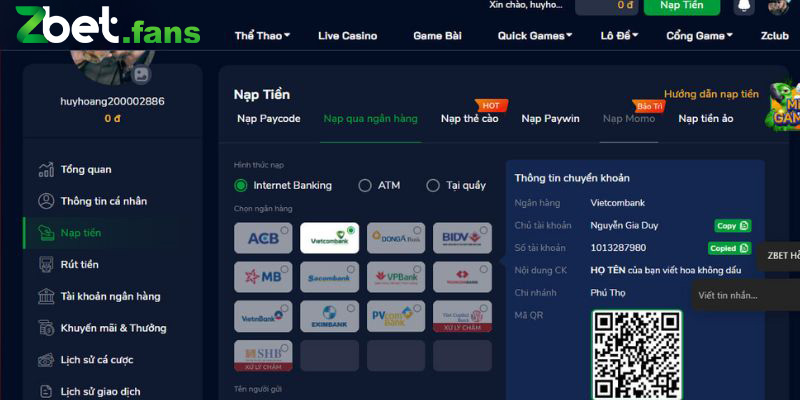 Xin chào, huyho...
0 đ
Nạp Tiền
Zbet.fans
Thể Thao
Live Casino
Game Bài
Quick Games
Lô Đề
Cổng Game
Zclub
huyhoang200002886
0 đ
Tổng quan
Thông tin cá nhân
Nạp tiền
Rút tiền
Tài khoản ngân hàng
Khuyến mãi & Thưởng
Lịch sử cá cược
Lịch sử giao dịch
Nạp Tiền
Hướng dẫn nạp tiền
HOT
Bảo Trì
Nạp Paycode
Nạp qua ngân hàng
Nạp thẻ cào
Nạp Paywin
Nạp Momo
Nạp tiền ảo
Hình thức nạp
Internet Banking
ATM
Tại quầy
Chọn ngân hàng
ACB
Vietcombank
DONGA Bank
BIDV
MB
Sacombank
VPBank
TECHCOMBANK
VietinBank
EXIMBANK
PVcomBank
XỬ LÝ CHẬM
SHB
XỬ LÝ CHẬM
Tên người gửi
Thông tin chuyển khoản
Ngân hàng
Vietcombank
Chủ tài khoản
Nguyễn Gia Duy
Copy
Số tài khoản
1013287980
Copied
Nội dung CK
HỌ TÊN của bạn viết hoa không dấu
Chi nhánh
Phú Thọ
Mã QR
ZBET
Viết tin nhắn...